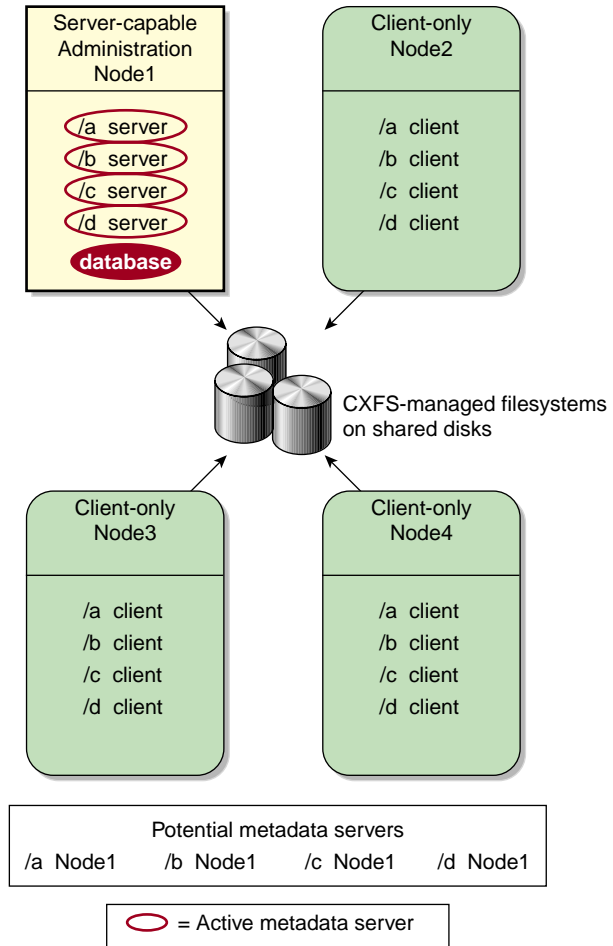 Server-capable
Administration
Node1
/a server
/b server
/c server
/d server
database
Client-only
Node2
/a client
/b client
/c client
/d client
CXFS-managed filesystems
on shared disks
Client-only
Node3
/a client
/b client
/c client
/d client
Client-only
Node4
/a client
/b client
/c client
/d client
Potential metadata servers
/a Node1 /b Node1 /c Node1 /d Node1
= Active metadata server